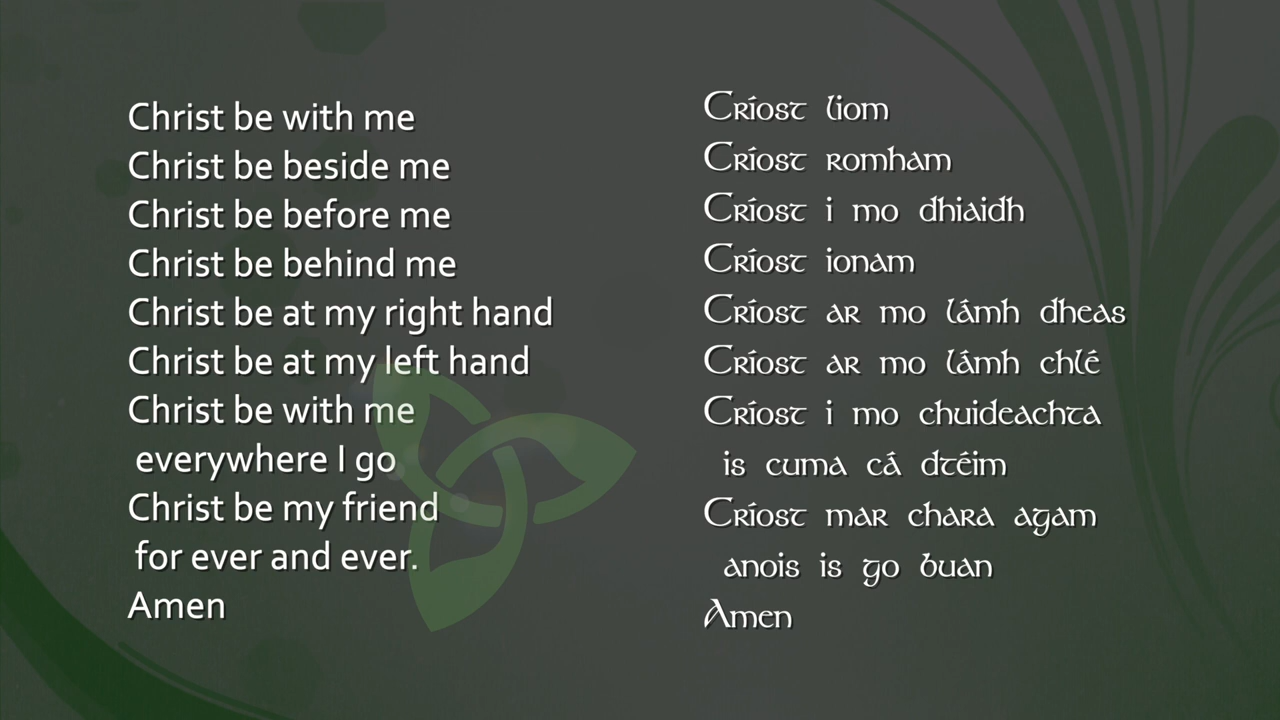 Christ be with me
Christ be beside me
Christ be before me
Christ be behind me
Christ be at my right hand
Christ be at my left hand
Christ be with me
everywhere I go
Christ be my friend
for ever and ever.
Amen
Críost liom
Críost romham
Críost i mo dhiaidh
Críost ionam
Críost ar mo lámh dheas
Críost ar mo lámh chlé
Críost i mo chuideachta
is cuma cá dtéim
Críost mar chara agam
anois is go buan
Amen